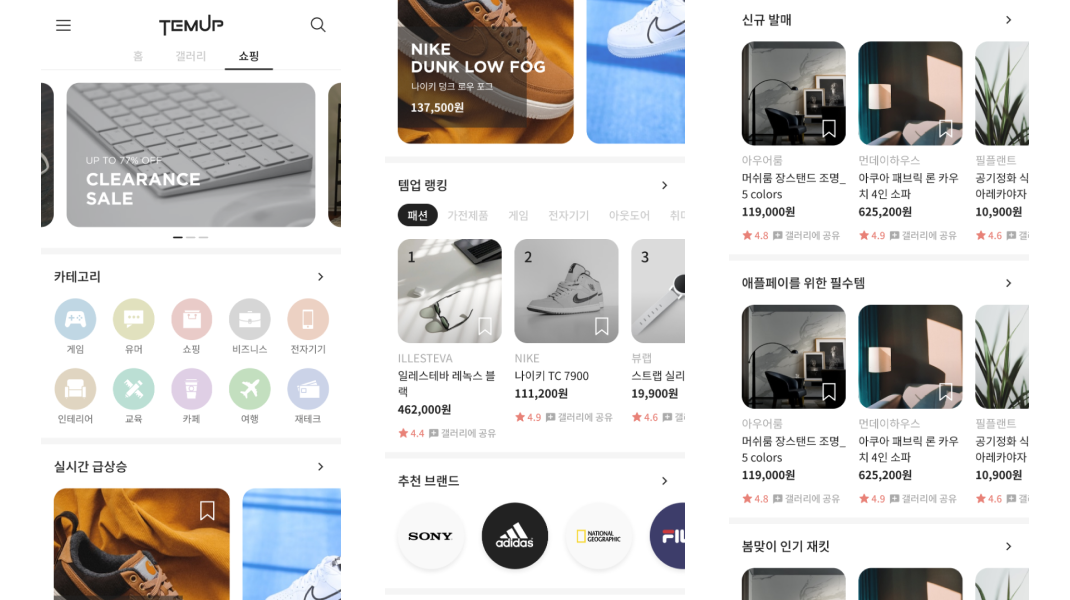 TEMUP
홈 갤러리 쇼핑
UP TO 77% OFF
CLEARANCE
SALE
카테고리
게임 유머 쇼핑 비즈니스 전자기기
인테리어 교육 카페 여행 재테크
실시간 급상승
NIKE
DUNK LOW FOG
나이키 덩크 로우 포그
137,500원
템업 랭킹
패션 가전제품 게임 전자기기 아웃도어
1 2 3
ILLESTEVA NIKE 뷰랩
일레스테바 레녹스 블
랙
462,000원
4.4 갤러리에 공유
나이키 TC 7900
111,200원
4.9 갤러리에 공유
스트랩 실리
19,900원
4.6
추천 브랜드
SONY
adidas
NATIONAL
GEOGRAPHIC
신규 발매
아우어룸
머쉬룸 장스탠드 조명_
5 colors
119,000원
4.8 갤러리에 공유
먼데이하우스
아쿠아 패브릭 론 카우
치 4인 소파
625,200원
4.9 갤러리에 공유
필플랜트
공기정화 식
아레카야자
10,900원
4.6
애플페이를 위한 필수템
아우어룸
머쉬룸 장스탠드 조명_
5 colors
119,000원
4.8 갤러리에 공유
먼데이하우스
아쿠아 패브릭 론 카우
치 4인 소파
625,200원
4.9 갤러리에 공유
필플랜트
공기정화 식
아레카야자
10,900원
4.6
봄맞이 인기 재킷